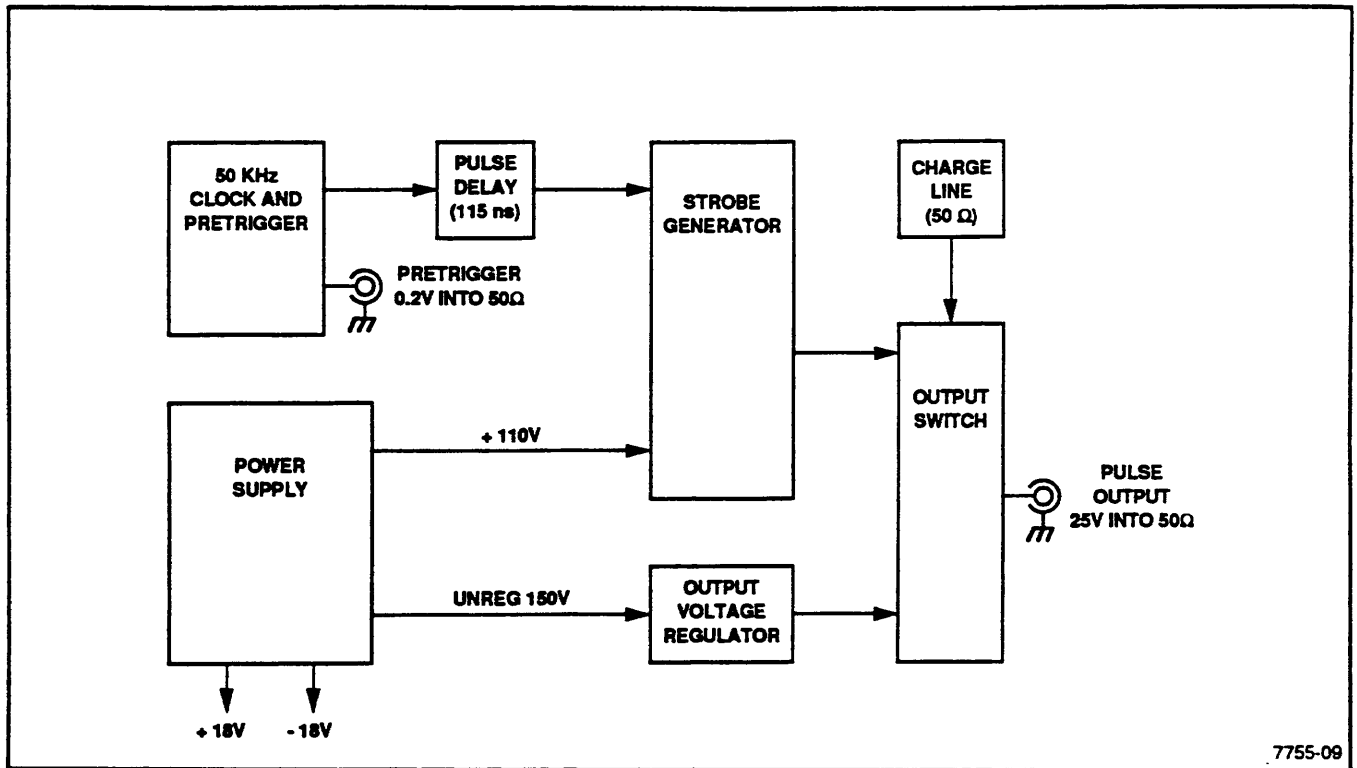 50 KHz
CLOCK AND
PRETRIGGER
PULSE
DELAY
(115 ns)
STROBE
GENERATOR
CHARGE
LINE
(50 Ω)
PRETRIGGER
0.2V INTO 50Ω
OUTPUT
SWITCH
POWER
SUPPLY
+ 110V
PULSE
OUTPUT
25V INTO 50Ω
UNREG 150V
OUTPUT
VOLTAGE
REGULATOR
+ 18V
- 18V
7755-09